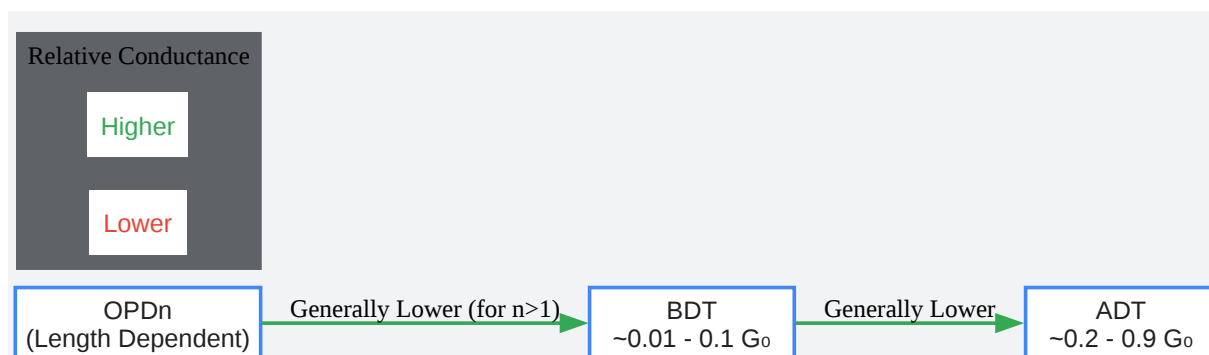 Relative Conductance
Higher
Lower
OPDn
(Length Dependent)
Generally Lower (for n>1)
BDT
~0.01 - 0.1 G₀
Generally Lower
ADT
~0.2 - 0.9 G₀